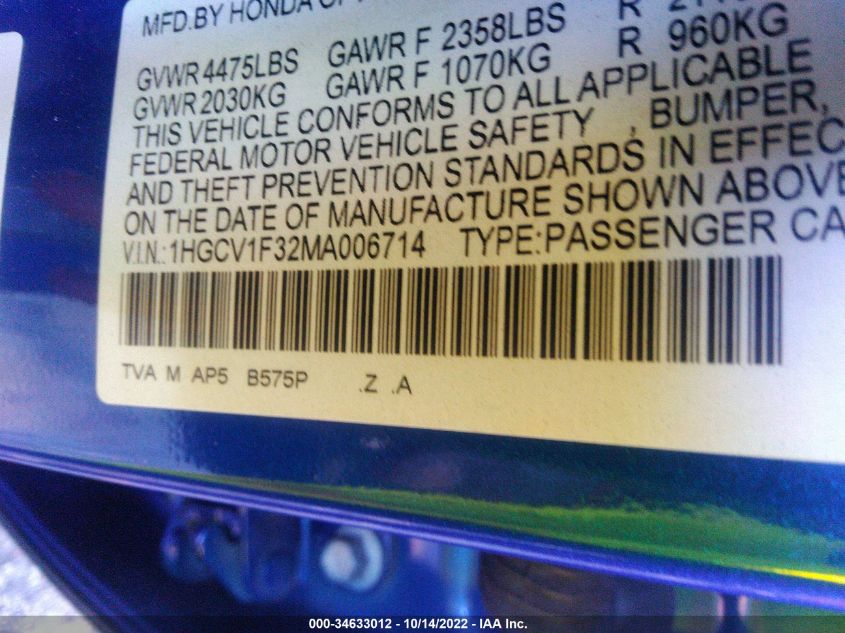 MFD.BY HONDA OF
GVWR 4475LBS GAWR F 2358LBS R
GVWR 2030KG GAWR F 1070KG R 960KG
THIS VEHICLE CONFORMS TO ALL APPLICABLE
FEDERAL MOTOR VEHICLE SAFETY , BUMPER,
AND THEFT PREVENTION STANDARDS IN EFFEC
ON THE DATE OF MANUFACTURE SHOWN ABOVE
V.I.N.:1HGCV1F32MA006714 TYPE:PASSENGER CA
TVA M AP5 B575P .Z .A
000-34633012 - 10/14/2022 - IAA Inc.